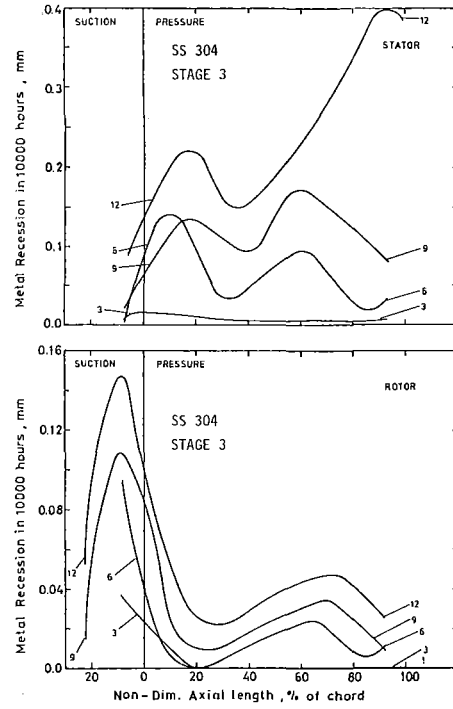 SUCTION PRESSURE
SS 304
STAGE 3
STATOR
Metal Recession in 10000 hours, mm
0.4
0.3
0.2
0.1
0.0
12
12
6
9
3
9
6
3
SUCTION PRESSURE
SS 304
STAGE 3
ROTOR
Metal Recession in 10000 hours, mm
0.16
0.12
0.08
0.04
0
12
9
6
3
12
9
6
3
1
20 0 20 40 60 80 100
Non-Dim. Axial length, % of chord